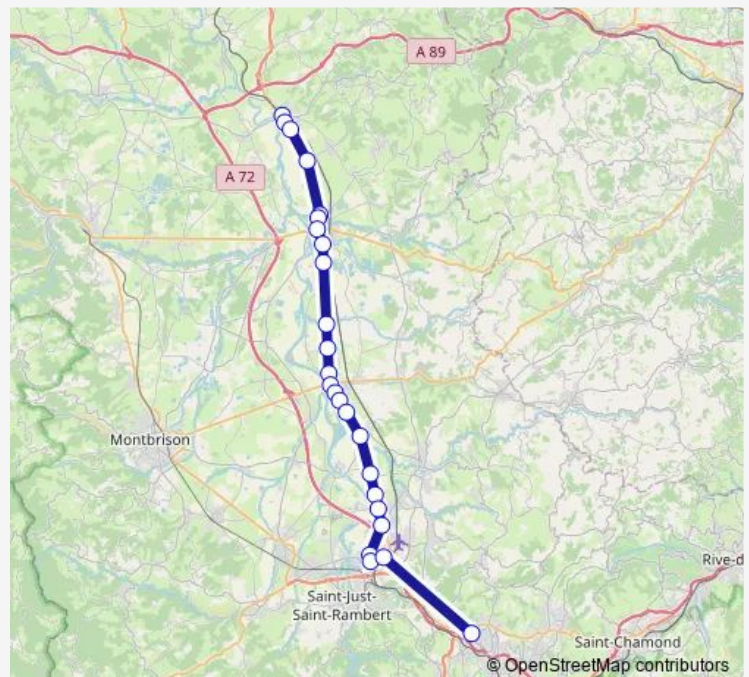 A 89
A 72
Montbrison
Rive-d
Saint-Just-
Saint-Rambert
Saint-Chamond
© OpenStreetMap contributors